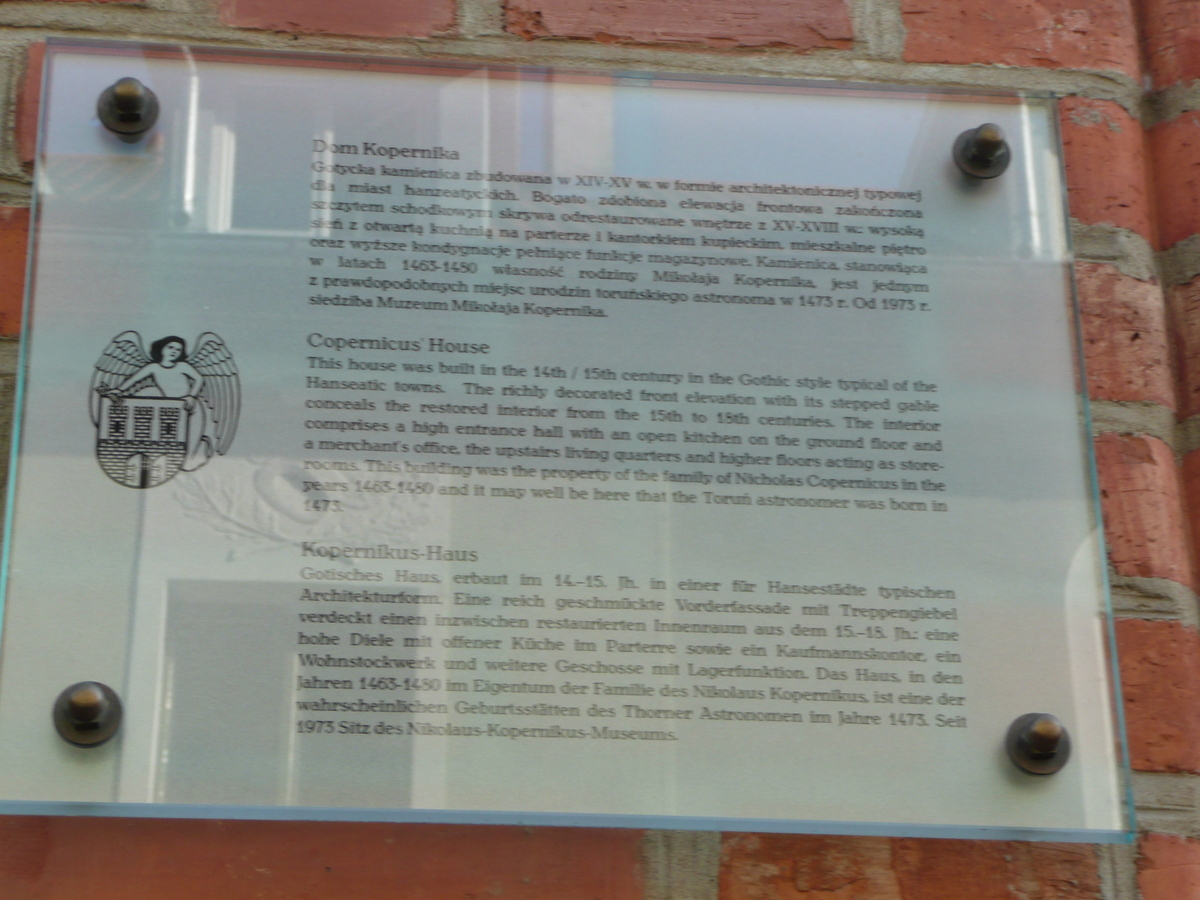 Dom Kopernika
Gotycka kamienica zbudowana w XIV-XV w. w formie architektonicznej typowej
dla miast hanzeatyckich. Bogato zdobiona elewacja frontowa zakończona
szczytem schodkowym skrywa odrestaurowane wnętrze z XV-XVIII w.: wysoką
sień z otwartą kuchnią na parterze i kantorkiem kupieckim, mieszkalne piętro
oraz wyższe kondygnacje pełniące funkcje magazynowe. Kamienica, stanowiąca
w latach 1463-1480 własność rodziny Mikołaja Kopernika, jest jednym
z prawdopodobnych miejsc urodzin toruńskiego astronoma w 1473 r. Od 1973 r.
siedziba Muzeum Mikołaja Kopernika.
Copernicus' House
This house was built in the 14th / 15th century in the Gothic style typical of the
Hanseatic towns. The richly decorated front elevation with its stepped gable
conceals the restored interior from the 15th to 18th centuries. The interior
comprises a high entrance hall with an open kitchen on the ground floor and
a merchant's office, the upstairs living quarters and higher floors acting as store-
rooms. This building was the property of the family of Nicholas Copernicus in the
years 1463-1480 and it may well be here that the Toruń astronomer was born in
1473.
Kopernikus-Haus
Gotisches Haus, erbaut im 14.-15. Jh. in einer für Hansestädte typischen
Architekturform. Eine reich geschmückte Vorderfassade mit Treppengiebel
verdeckt einen inzwischen restaurierten Innenraum aus dem 15.-18. Jh.: eine
hohe Diele mit offener Küche im Parterre sowie ein Kaufmannskontor, ein
Wohnstockwerk und weitere Geschosse mit Lagerfunktion. Das Haus, in den
Jahren 1463-1480 im Eigentum der Familie des Nikolaus Kopernikus, ist eine der
wahrscheinlichen Geburtsstätten des Thorner Astronomen im Jahre 1473. Seit
1973 Sitz des Nikolaus-Kopernikus-Museums.